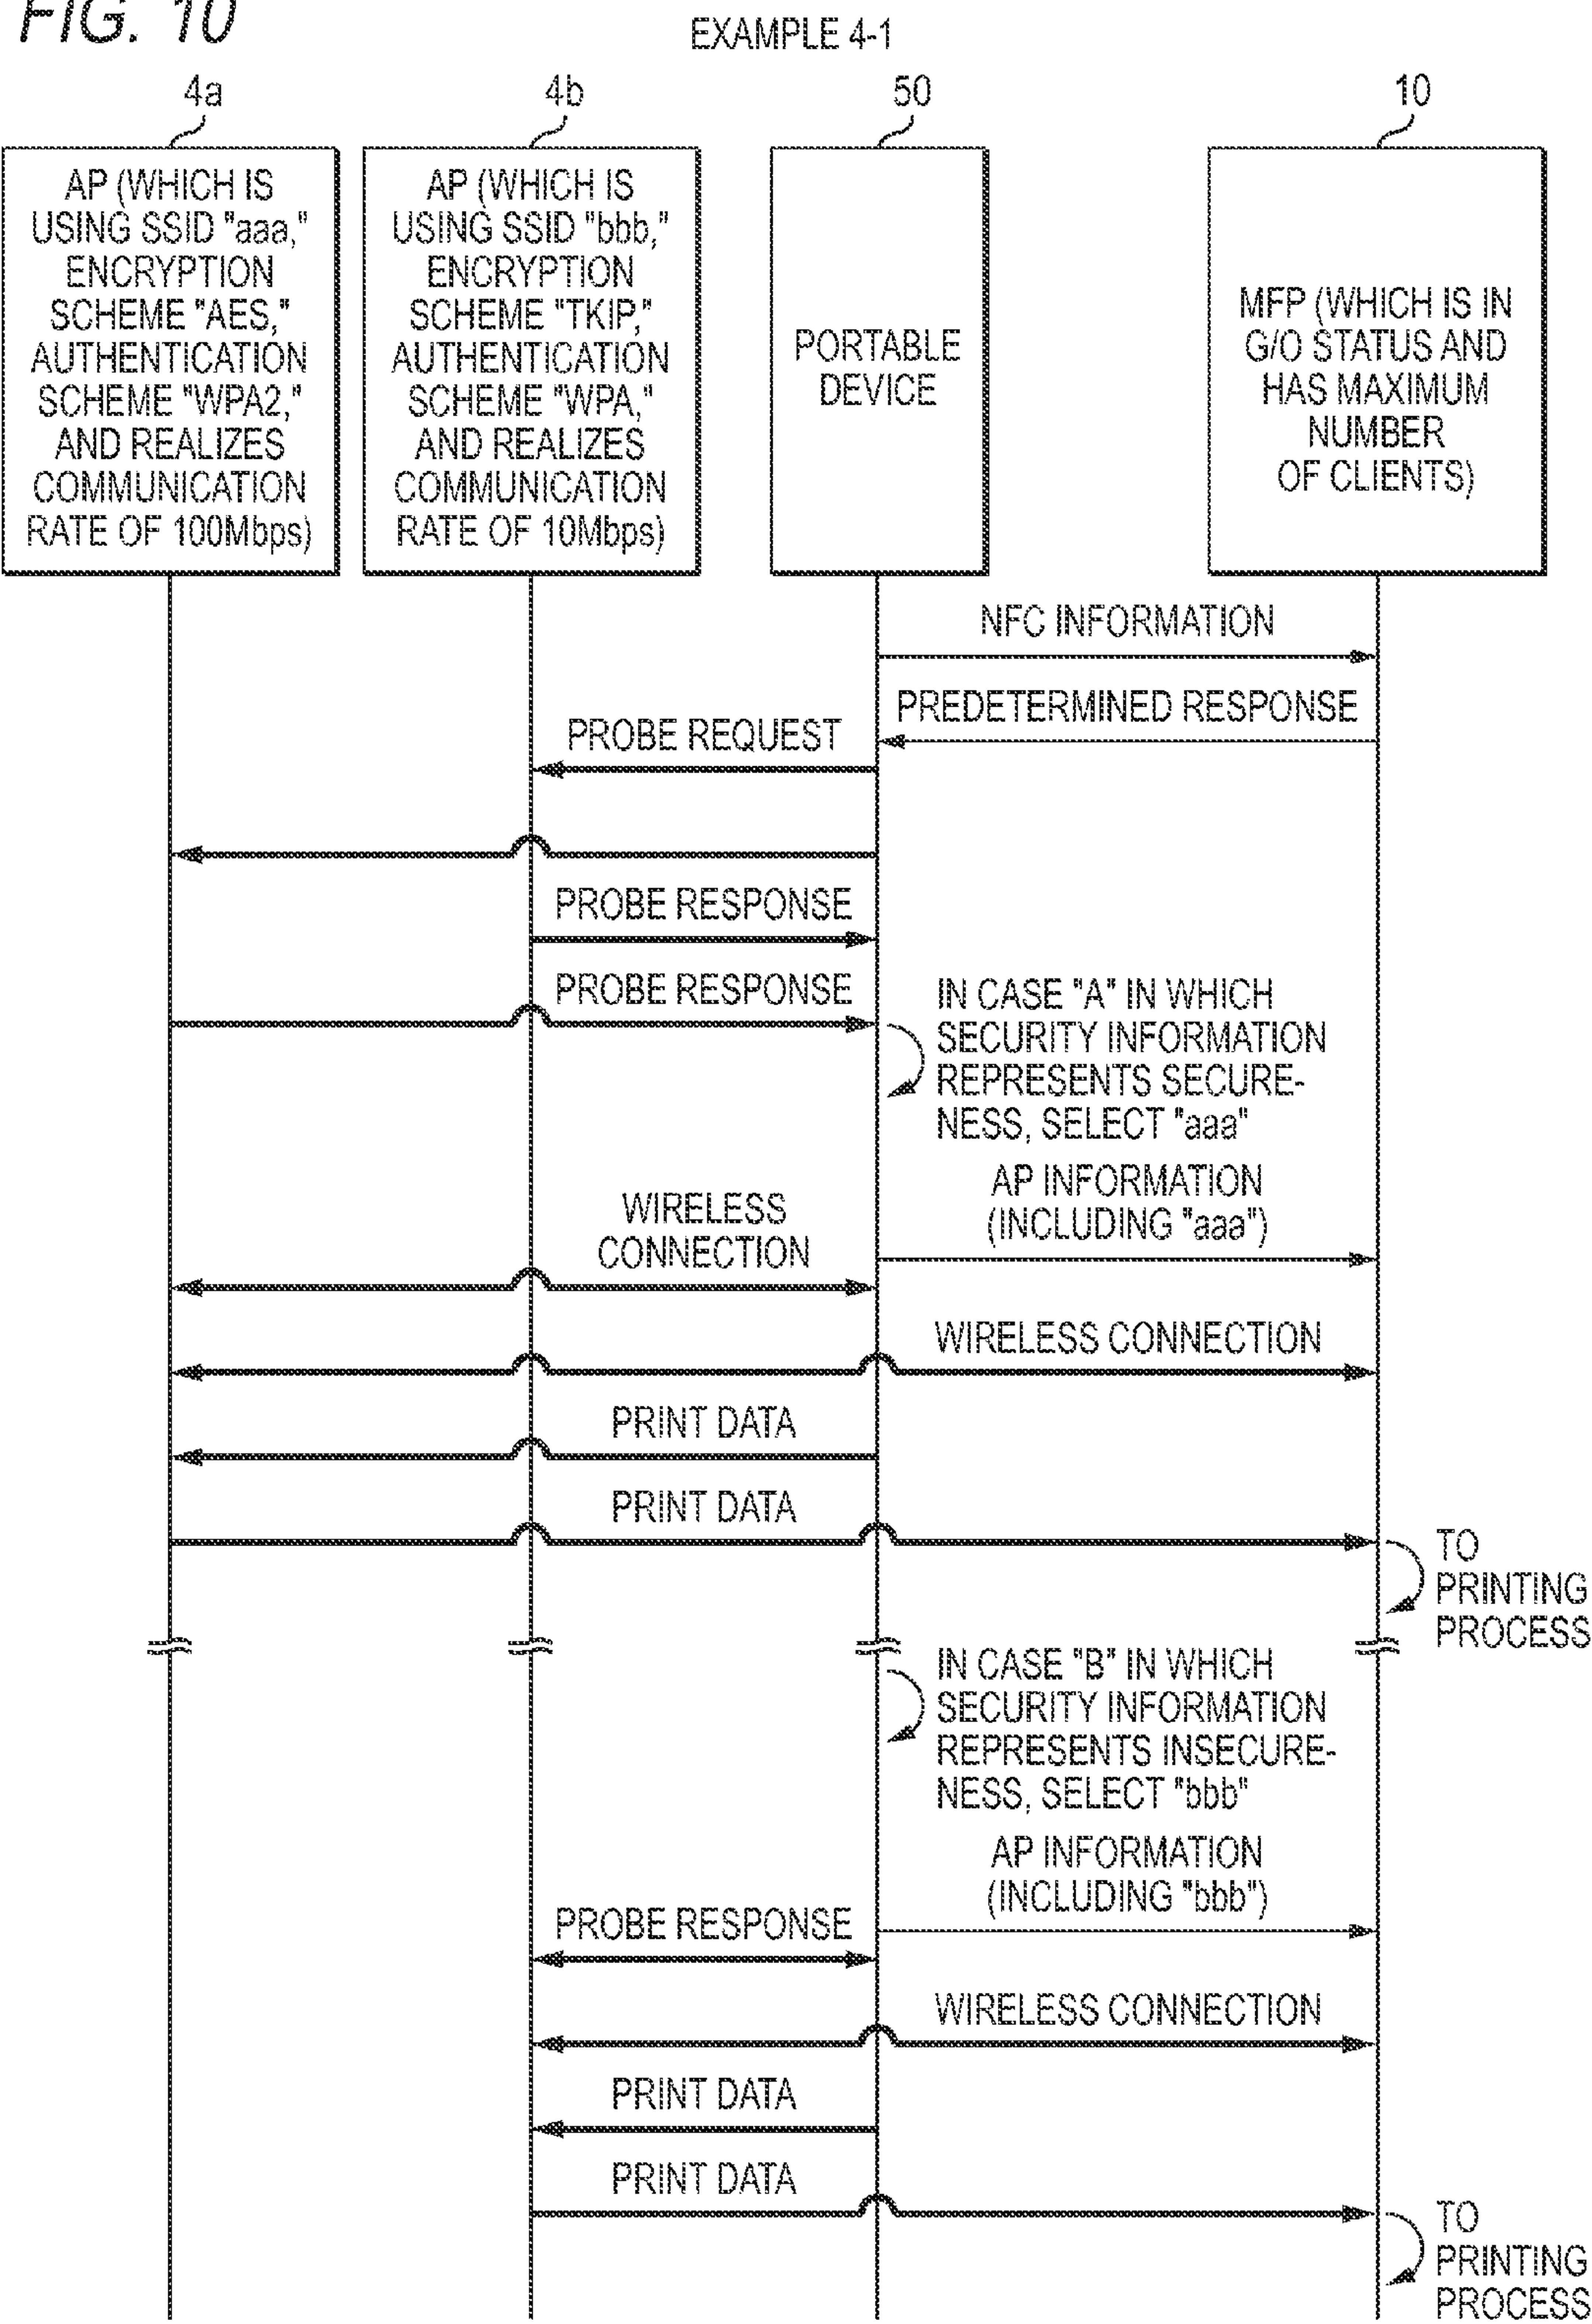 FIG. 10
EXAMPLE 4-1
4a
4b
50
10
AP (WHICH IS
USING SSID "aaa,"
ENCRYPTION
SCHEME "AES,"
AUTHENTICATION
SCHEME "WPA2,"
AND REALIZES
COMMUNICATION
RATE OF 100Mbps)
AP (WHICH IS
USING SSID "bbb,"
ENCRYPTION
SCHEME "TKIP,"
AUTHENTICATION
SCHEME "WPA,"
AND REALIZES
COMMUNICATION
RATE OF 10Mbps)
PORTABLE
DEVICE
MFP (WHICH IS IN
G/O STATUS AND
HAS MAXIMUM
NUMBER
OF CLIENTS)
NFC INFORMATION
PREDETERMINED RESPONSE
PROBE REQUEST
PROBE RESPONSE
PROBE RESPONSE
IN CASE "A" IN WHICH
SECURITY INFORMATION
REPRESENTS SECURE-
NESS, SELECT "aaa"
AP INFORMATION
(INCLUDING "aaa")
WIRELESS
CONNECTION
WIRELESS CONNECTION
PRINT DATA
PRINT DATA
TO
PRINTING
PROCESS
IN CASE "B" IN WHICH
SECURITY INFORMATION
REPRESENTS INSECURE-
NESS, SELECT "bbb"
AP INFORMATION
(INCLUDING "bbb")
PROBE RESPONSE
WIRELESS CONNECTION
PRINT DATA
PRINT DATA
TO
PRINTING
PROCESS